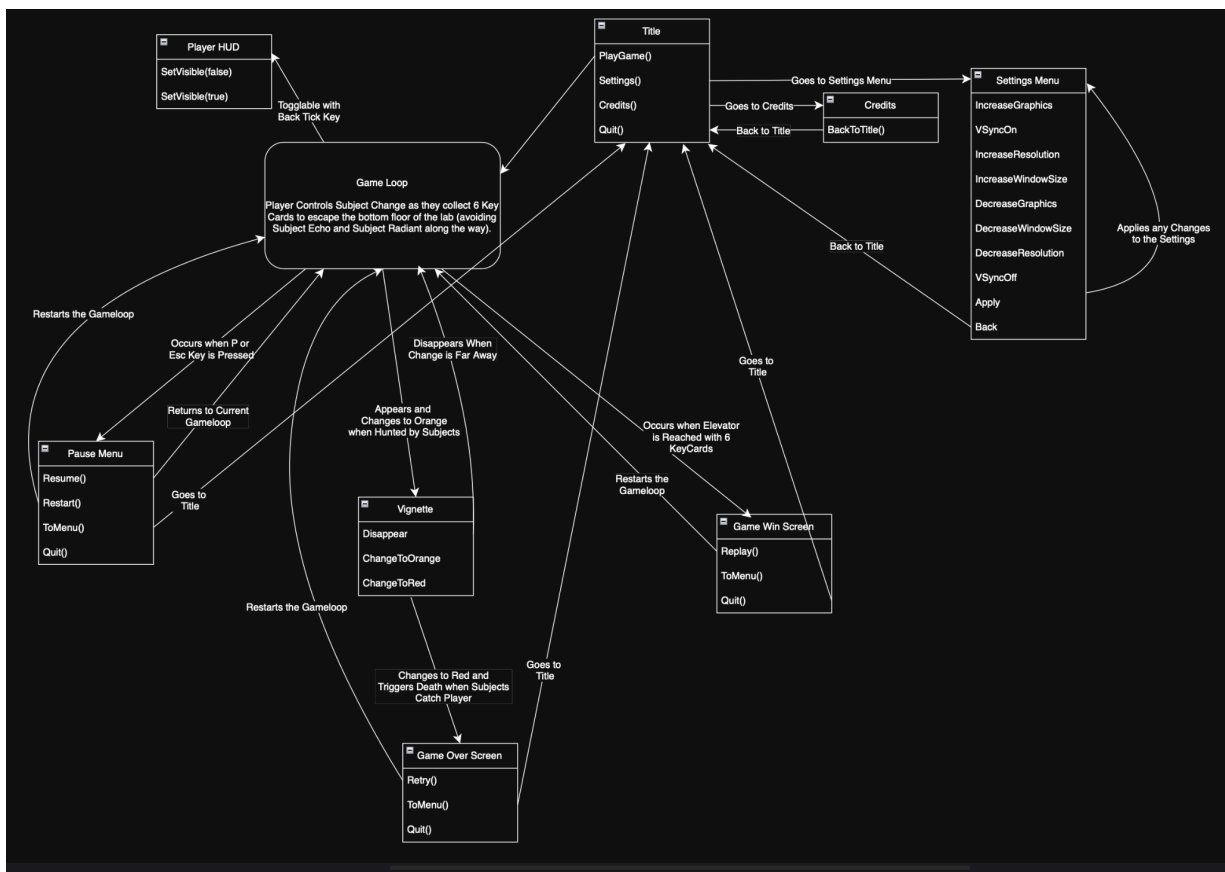 Title
PlayGame()
Settings()
Credits()
Quit()
Player HUD
SetVisible(false)
SetVisible(true)
Togglable with
Back Tick Key
Goes to Settings Menu
Goes to Credits
Back to Title
Credits
BackToTitle()
Settings Menu
IncreaseGraphics
VSyncOn
IncreaseResolution
IncreaseWindowSize
DecreaseGraphics
DecreaseWindowSize
DecreaseResolution
VSyncOff
Apply
Back
Applies any Changes
to the Settings
Back to Title
Game Loop
Player Controls Subject Change as they collect 6 Key
Cards to escape the bottom floor of the lab (avoiding
Subject Echo and Subject Radiant along the way).
Restarts the Gameloop
Occurs when P or
Esc Key is Pressed
Returns to Current
Gameloop
Disappears When
Change is Far Away
Appears and
Changes to Orange
when Hunted by Subjects
Goes to
Title
Occurs when Elevator
is Reached with 6
KeyCards
Restarts the
Gameloop
Pause Menu
Resume()
Restart()
ToMenu()
Quit()
Goes to
Title
Vignette
Disappear
ChangeToOrange
ChangeToRed
Game Win Screen
Replay()
ToMenu()
Quit()
Restarts the Gameloop
Changes to Red and
Triggers Death when Subjects
Catch Player
Goes to
Title
Game Over Screen
Retry()
ToMenu()
Quit()